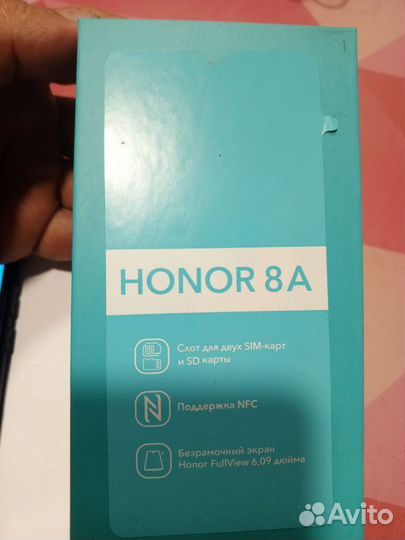 HONOR 8A
Слот для двух SIM-карт
и SD карты
Поддержка NFC
Безрамочный экран
Honor FullView 6,09 дюйма
Avito